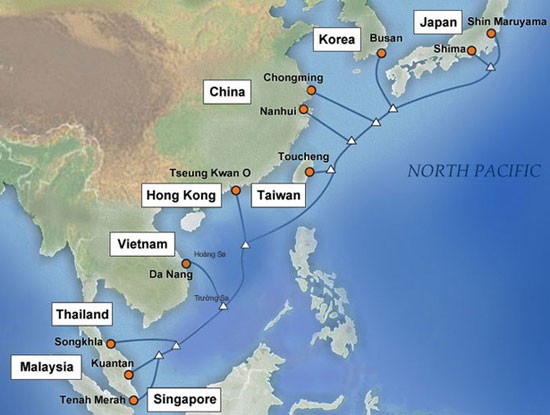 Japan
Shin Maruyama
Korea
Busan
Shima
Chongming
China
Nanhui
Toucheng
NORTH PACIFIC
Tseung Kwan O
Hong Kong
Taiwan
Vietnam
Hoàng Sa
Da Nang
Trường Sa
Thailand
Songkhla
Kuantan
Malaysia
Tenah Merah
Singapore